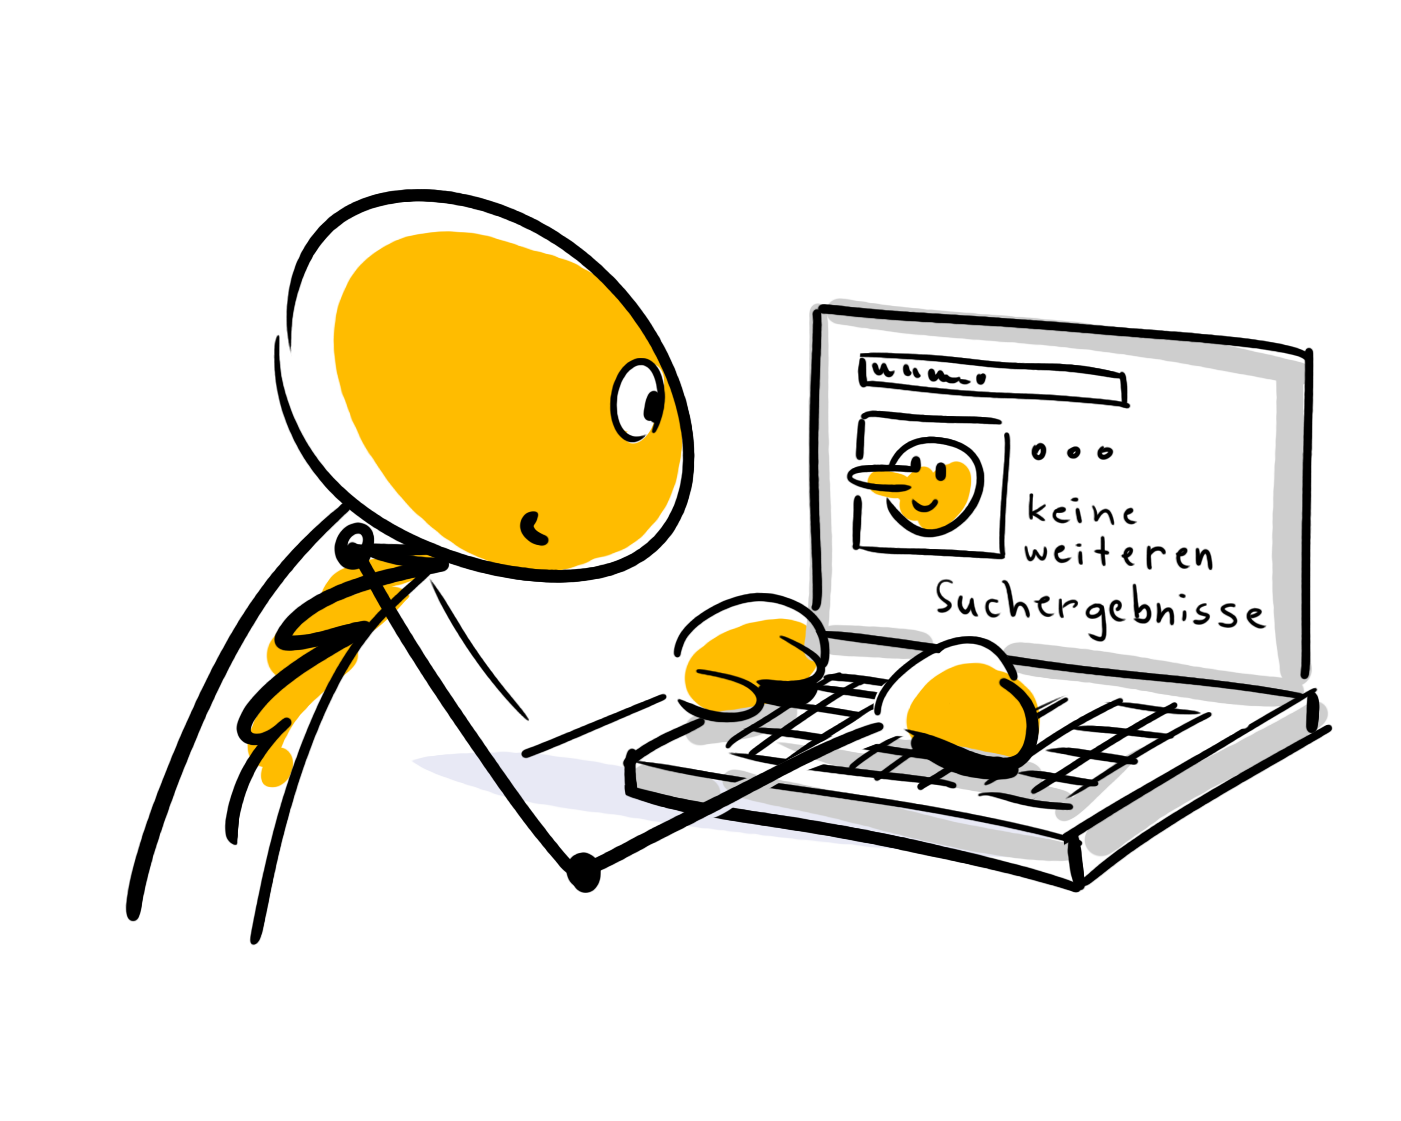 ...
keine
weiteren
Suchergebnisse